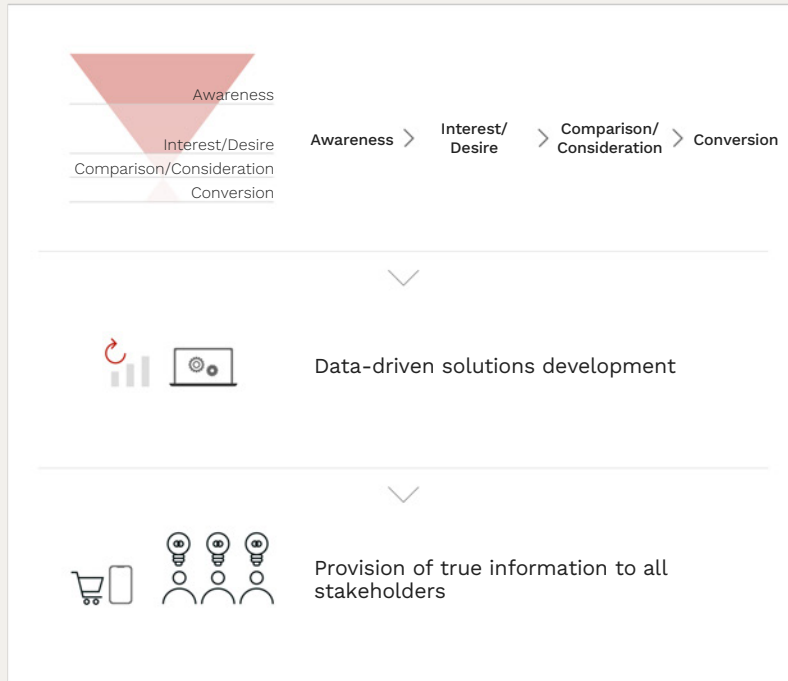 Awareness
Interest/Desire
Comparison/Consideration
Conversion
Awareness
Interest/
Desire
Comparison/
Consideration
Conversion
Data-driven solutions development
Provision of true information to all
stakeholders